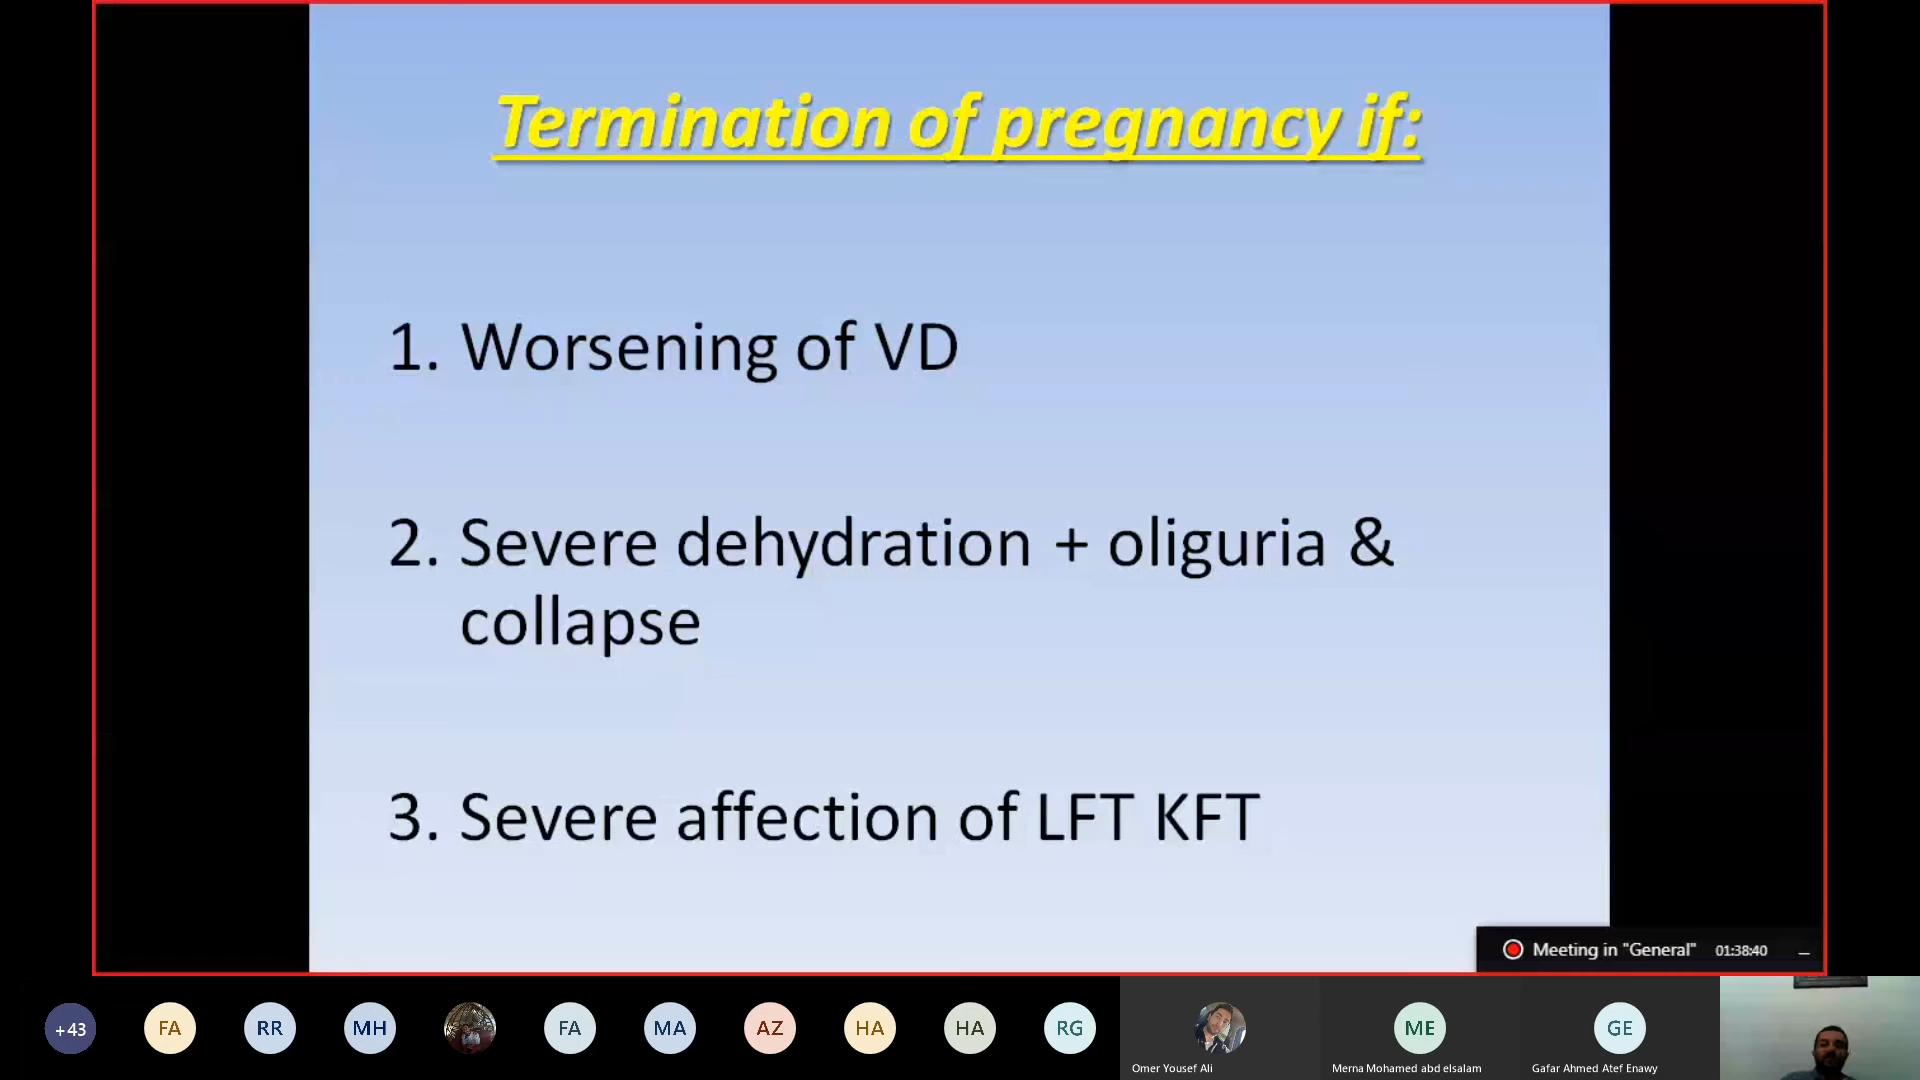 Termination of pregnancy if:
1. Worsening of VD
2. Severe dehydration + oliguria &
collapse
3. Severe affection of LFT KFT
Meeting in "General" 01:38:40
+43
FA
RR
MH
FA
MA
AZ
HA
HA
RG
ME
GE
Omer Yousef Ali
Merna Mohamed abd elsalam
Gafar Ahmed Atef Enawy